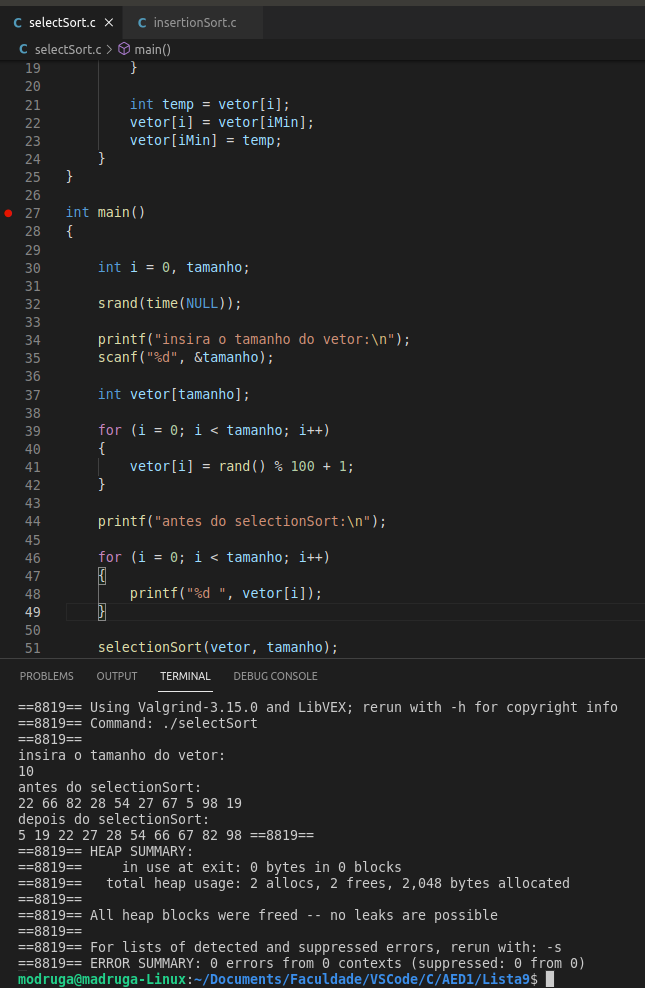 C selectSort.c × C insertionSort.c
C selectSort.c > main()
19 }
20
21 int temp = vetor[i];
22 vetor[i] = vetor[iMin];
23 vetor[iMin] = temp;
24 }
25 }
26
27 int main()
28 {
29
30 int i = 0, tamanho;
31
32 srand(time(NULL));
33
34 printf("insira o tamanho do vetor:\n");
35 scanf("%d", &tamanho);
36
37 int vetor[tamanho];
38
39 for (i = 0; i < tamanho; i++)
40 {
41 vetor[i] = rand() % 100 + 1;
42 }
43
44 printf("antes do selectionSort:\n");
45
46 for (i = 0; i < tamanho; i++)
47 {
48 printf("%d ", vetor[i]);
49 }
50
51 selectionSort(vetor, tamanho);
PROBLEMS OUTPUT TERMINAL DEBUG CONSOLE
==8819== Using Valgrind-3.15.0 and LibVEX; rerun with -h for copyright info
==8819== Command: ./selectSort
==8819==
insira o tamanho do vetor:
10
antes do selectionSort:
22 66 82 28 54 27 67 5 98 19
depois do selectionSort:
5 19 22 27 28 54 66 67 82 98 ==8819==
==8819== HEAP SUMMARY:
==8819== in use at exit: 0 bytes in 0 blocks
==8819== total heap usage: 2 allocs, 2 frees, 2,048 bytes allocated
==8819==
==8819== All heap blocks were freed -- no leaks are possible
==8819==
==8819== For lists of detected and suppressed errors, rerun with: -s
==8819== ERROR SUMMARY: 0 errors from 0 contexts (suppressed: 0 from 0)
modruga@madruga-Linux:~/Documents/Faculdade/VSCode/C/AED1/Lista9$